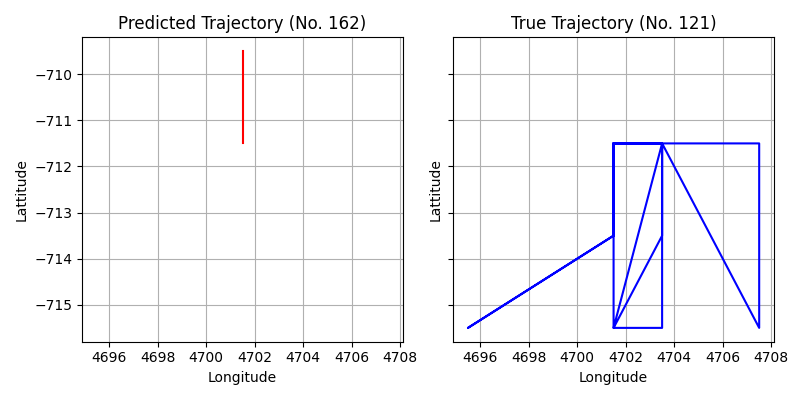 Predicted Trajectory (No. 162)
True Trajectory (No. 121)
Lattitude
−710
−711
−712
−713
−714
−715
4696 4698 4700 4702 4704 4706 4708
Longitude
Lattitude
4696 4698 4700 4702 4704 4706 4708
Longitude